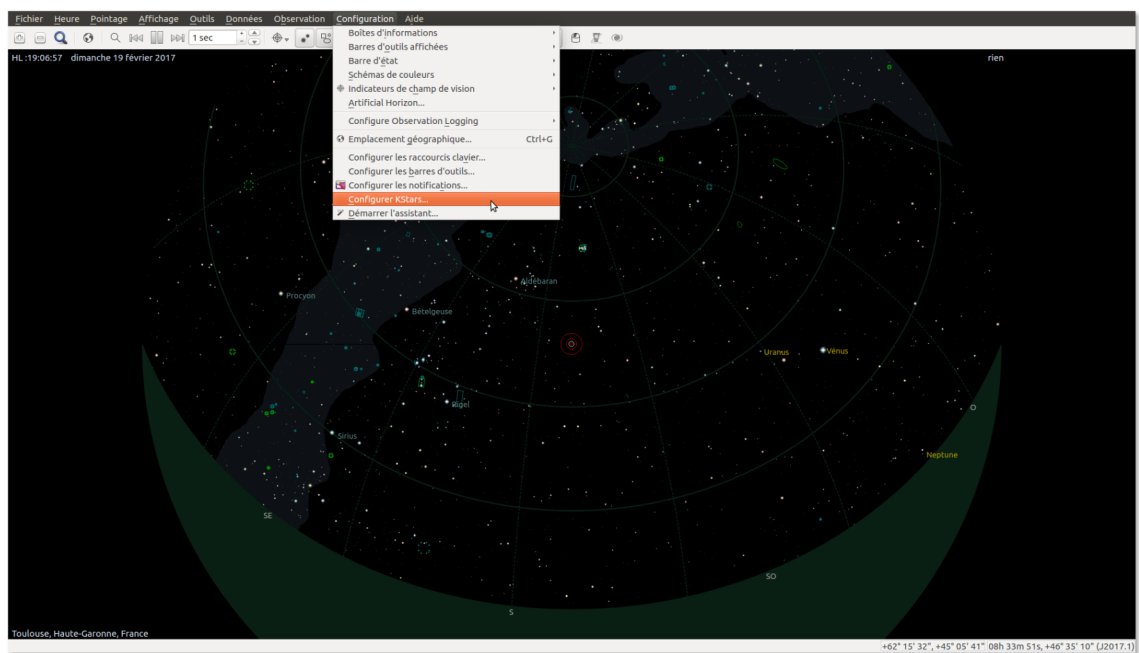 Fichier Heure Pointage Affichage Outils Données Observation Configuration Aide
1 sec
HL :19:06:57 dimanche 19 février 2017
rien
Boîtes d'informations
Barres d'outils affichées
Barre d'état
Schémas de couleurs
Indicateurs de champ de vision
Artificial Horizon...
Configure Observation Logging
Emplacement géographique... Ctrl+G
Configurer les raccourcis clavier...
Configurer les barres d'outils...
Configurer les notifications...
Configurer KStars...
Démarrer l'assistant...
Aldébaran
Procyon
Bételgeuse
Uranus
Vénus
Rigel
O
Sirius
Neptune
SE
SO
S
Toulouse, Haute-Garonne, France
+62° 15' 32", +45° 05' 41" 08h 33m 51s, +46° 35' 10" (J2017.1)